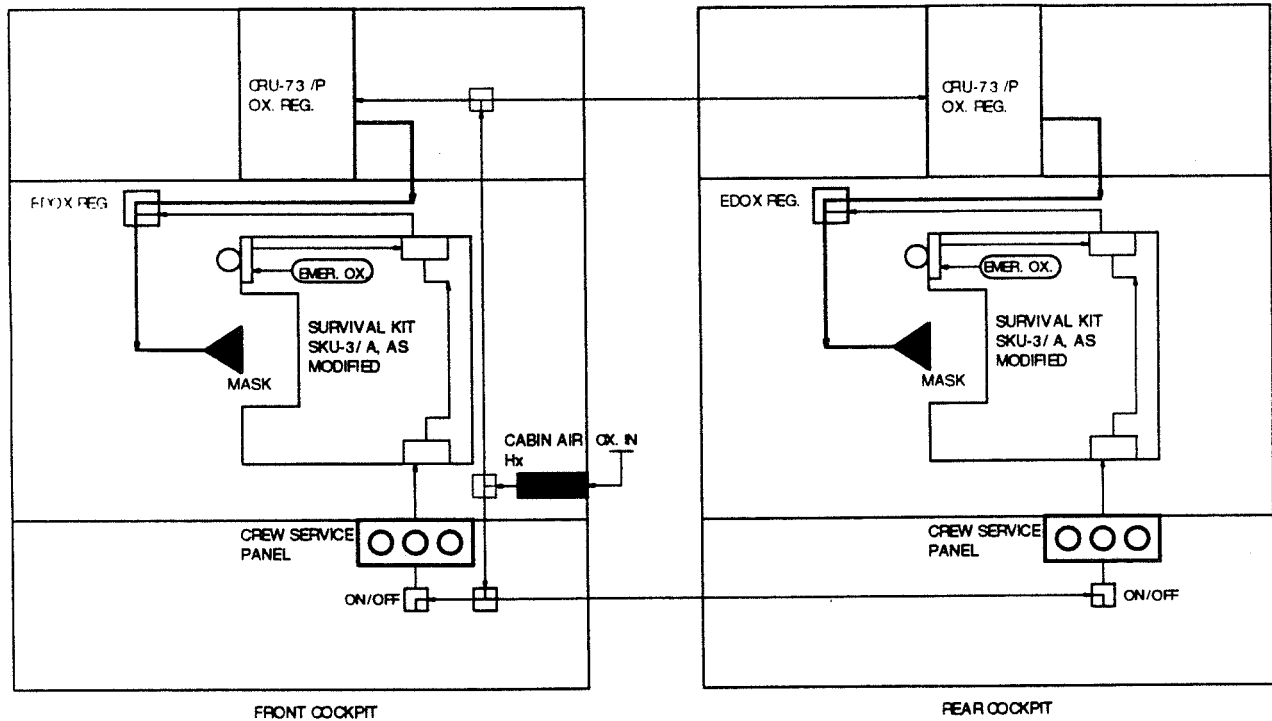 CRU-73 /P
OX. REG.
CRU-73 /P
OX. REG.
EDOX REG.
EDOX REG.
EMER. OX.
EMER. OX.
SURVIVAL KIT
SKU-3/ A, AS
MODIFIED
SURVIVAL KIT
SKU-3/ A, AS
MODIFIED
MASK
MASK
CABIN AIR OX. IN
Hx
CREW SERVICE
PANEL
CREW SERVICE
PANEL
ON/OFF
ON/OFF
FRONT COCKPIT
REAR COCKPIT